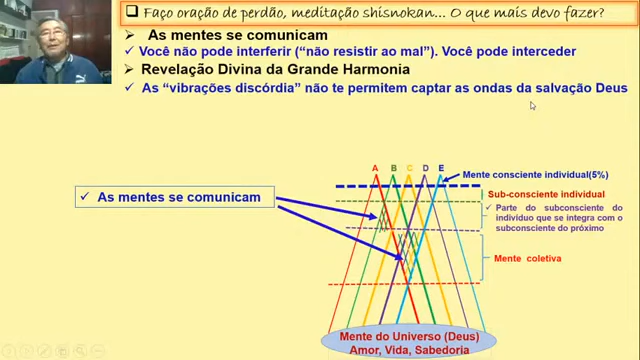 Faço oração de perdão, meditação shisnokan... O que mais devo fazer?
As mentes se comunicam
Você não pode interferir ("não resistir ao mal"). Você pode interceder
Revelação Divina da Grande Harmonia
As "vibrações discórdia" não te permitem captar as ondas da salvação Deus
A B C D E
Mente consciente individual(5%)
Sub-consciente individual
As mentes se comunicam
Parte do subconsciente do
individuo que se integra com o
subconsciente do próximo
Mente coletiva
Mente do Universo (Deus)
Amor, Vida, Sabedoria